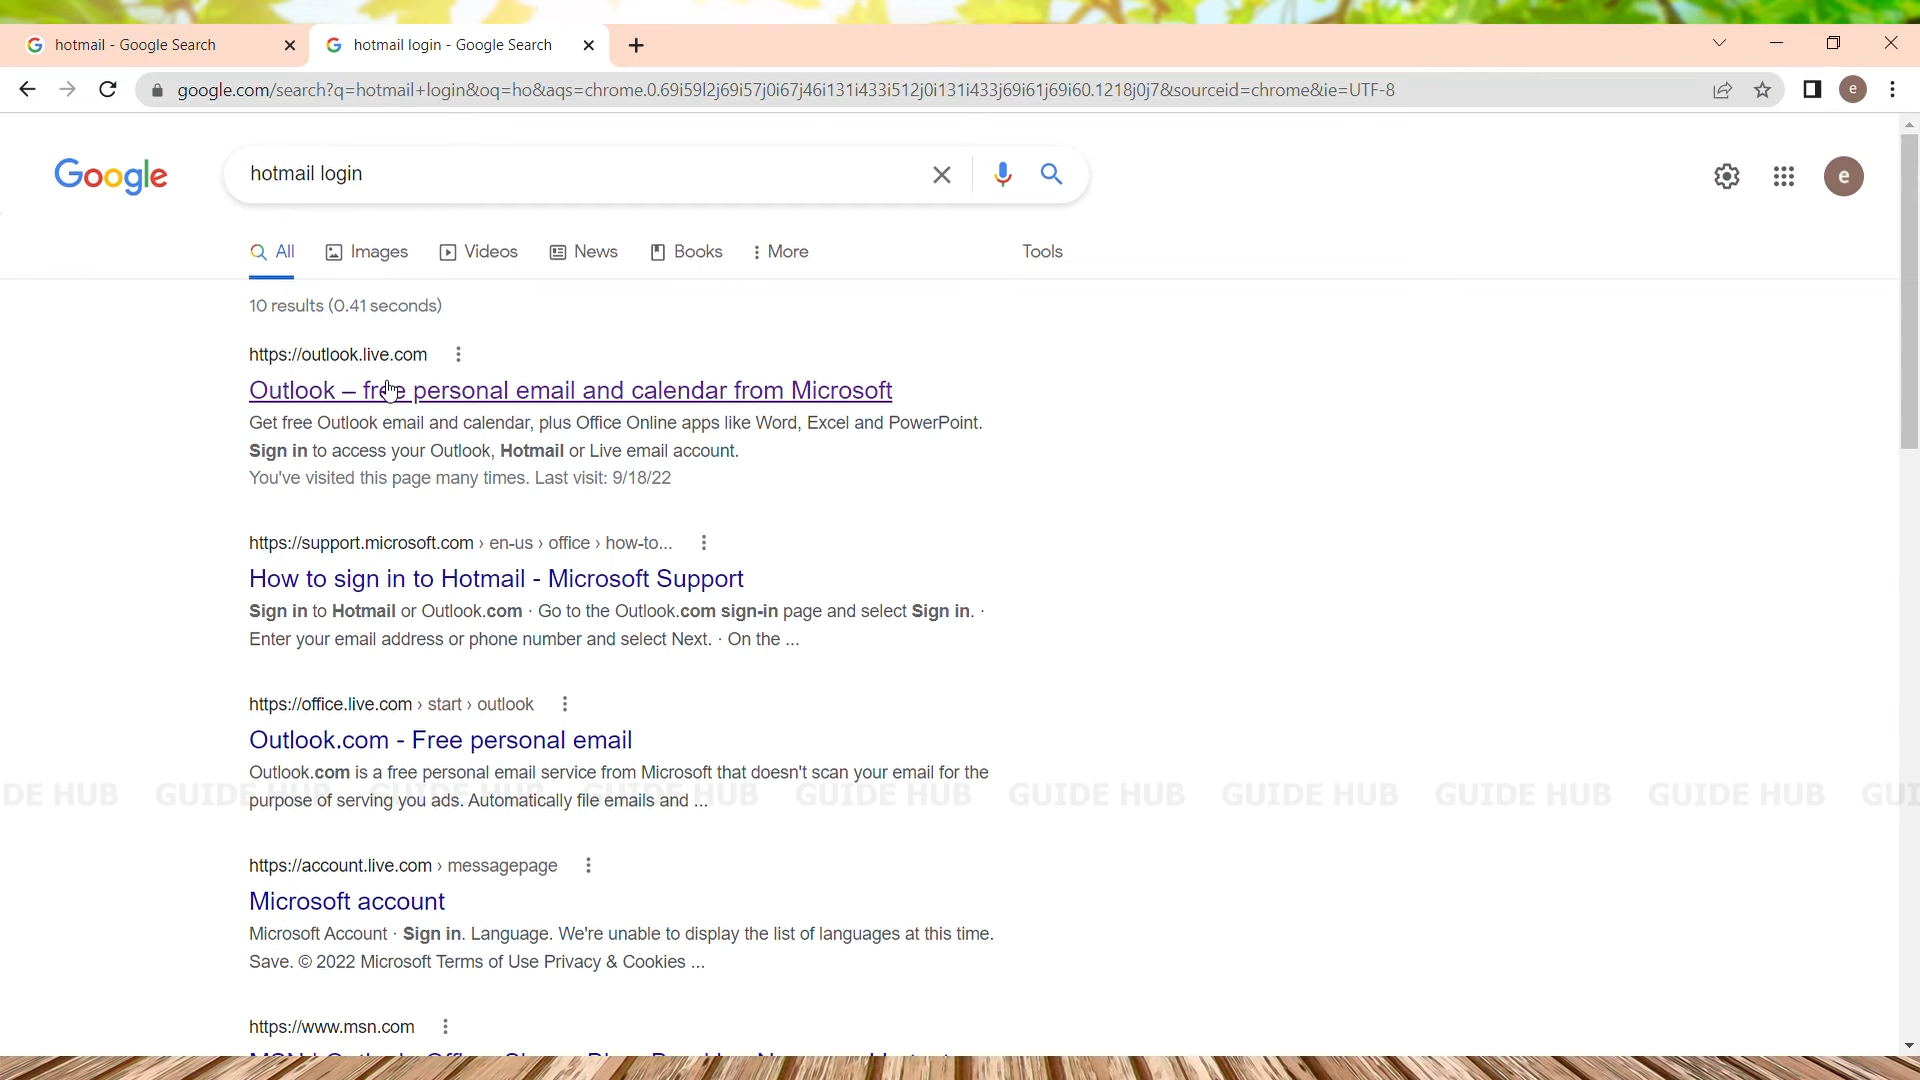 hotmail - Google Search
hotmail login - Google Search
google.com/search?q=hotmail+login&oq=ho&aqs=chrome.0.69i59l2j69i57j0i67j46i131i433i512j0i131i433j69i61j69i60.1218j0j7&sourceid=chrome&ie=UTF-8
e
Google
hotmail login
e
All
Images
Videos
News
Books
More
Tools
10 results (0.41 seconds)
https://outlook.live.com
Outlook – free personal email and calendar from Microsoft
Get free Outlook email and calendar, plus Office Online apps like Word, Excel and PowerPoint.
Sign in to access your Outlook, Hotmail or Live email account.
You've visited this page many times. Last visit: 9/18/22
https://support.microsoft.com › en-us › office › how-to...
How to sign in to Hotmail - Microsoft Support
Sign in to Hotmail or Outlook.com · Go to the Outlook.com sign-in page and select Sign in. ·
Enter your email address or phone number and select Next. · On the ...
https://office.live.com › start › outlook
Outlook.com - Free personal email
Outlook.com is a free personal email service from Microsoft that doesn't scan your email for the
DE HUB GUIDE HUB GUIDE HUB GUIDE HUB GUIDE HUB GUIDE HUB GUIDE HUB GUIDE HUB GUIDE HUB GUI
purpose of serving you ads. Automatically file emails and ...
https://account.live.com › messagepage
Microsoft account
Microsoft Account · Sign in. Language. We're unable to display the list of languages at this time.
Save. © 2022 Microsoft Terms of Use Privacy & Cookies ...
https://www.msn.com